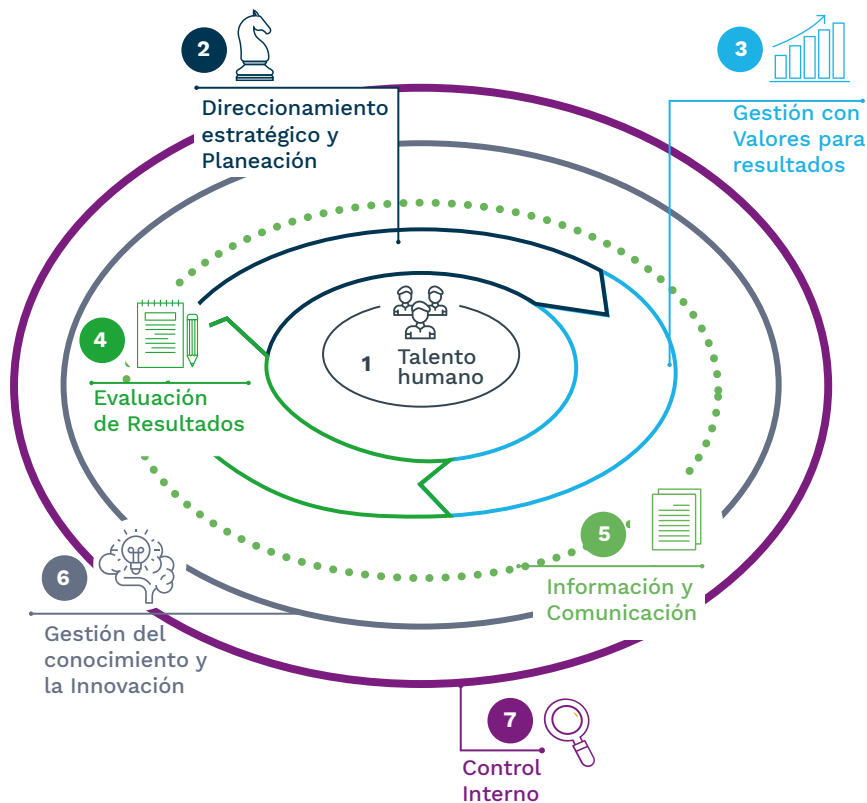 2
Direccionamiento
estratégico y
Planeación
3
Gestión con
Valores para
resultados
1
Talento
humano
4
Evaluación
de Resultados
5
Información y
Comunicación
6
Gestión del
conocimiento y
la Innovación
7
Control
Interno